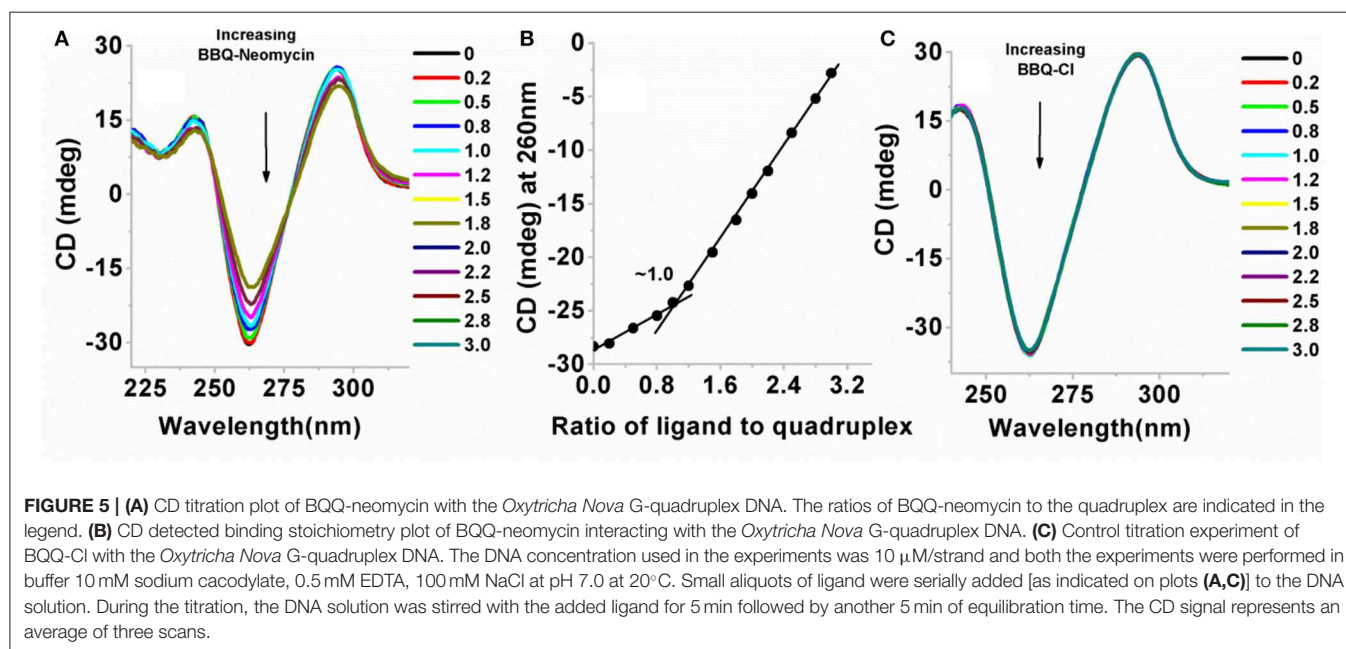 A
Increasing
BBQ-Neomycin
30
15
0
-15
-30
CD (mdeg)
225 250 275 300
Wavelength(nm)
0
0.2
0.5
0.8
1.0
1.2
1.5
1.8
2.0
2.2
2.5
2.8
3.0
B
0
-5
-10
-15
-20
-25
-30
CD (mdeg) at 260nm
~1.0
0.0 0.8 1.6 2.4 3.2
Ratio of ligand to quadruplex
C
Increasing
BBQ-Cl
30
15
0
-15
-30
CD (mdeg)
250 275 300
Wavelength(nm)
0
0.2
0.5
0.8
1.0
1.2
1.5
1.8
2.0
2.2
2.5
2.8
3.0
FIGURE 5 | (A) CD titration plot of BQQ-neomycin with the Oxytricha Nova G-quadruplex DNA. The ratios of BQQ-neomycin to the quadruplex are indicated in the
legend. (B) CD detected binding stoichiometry plot of BQQ-neomycin interacting with the Oxytricha Nova G-quadruplex DNA. (C) Control titration experiment of
BQQ-Cl with the Oxytricha Nova G-quadruplex DNA. The DNA concentration used in the experiments was 10 μM/strand and both the experiments were performed in
buffer 10 mM sodium cacodylate, 0.5 mM EDTA, 100 mM NaCl at pH 7.0 at 20°C. Small aliquots of ligand were serially added [as indicated on plots (A,C)] to the DNA
solution. During the titration, the DNA solution was stirred with the added ligand for 5 min followed by another 5 min of equilibration time. The CD signal represents an
average of three scans.